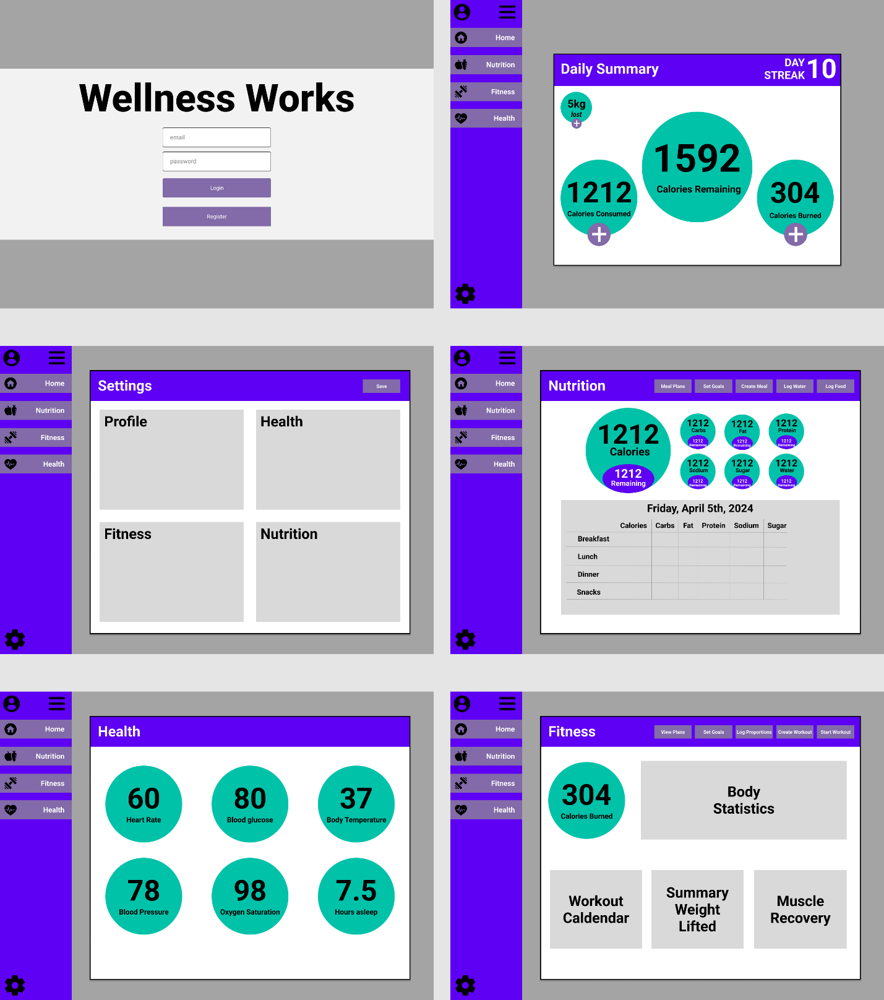 Wellness Works
email
password
Login
Register
Home
Nutrition
Fitness
Health
Daily Summary
DAY
STREAK 10
5kg
lost
1592
Calories Remaining
1212
Calories Consumed
304
Calories Burned
Home
Nutrition
Fitness
Health
Settings
Save
Profile
Health
Fitness
Nutrition
Home
Nutrition
Fitness
Health
Nutrition
Meal Plans
Set Goals
Create Meal
Log Water
Log Food
1212
Calories
1212
Remaining
1212
Carbs
1212
Remaining
1212
Fat
1212
Remaining
1212
Protein
1212
Remaining
1212
Sodium
1212
Remaining
1212
Sugar
1212
Remaining
1212
Water
1212
Remaining
Friday, April 5th, 2024
Calories Carbs Fat Protein Sodium Sugar
Breakfast
Lunch
Dinner
Snacks
Home
Nutrition
Fitness
Health
Health
60
Heart Rate
80
Blood glucose
37
Body Temperature
78
Blood Pressure
98
Oxygen Saturation
7.5
Hours asleep
Home
Nutrition
Fitness
Health
Fitness
View Plans
Set Goals
Log Proportions
Create Workout
Start Workout
304
Calories Burned
Body
Statistics
Workout
Caldendar
Summary
Weight
Lifted
Muscle
Recovery